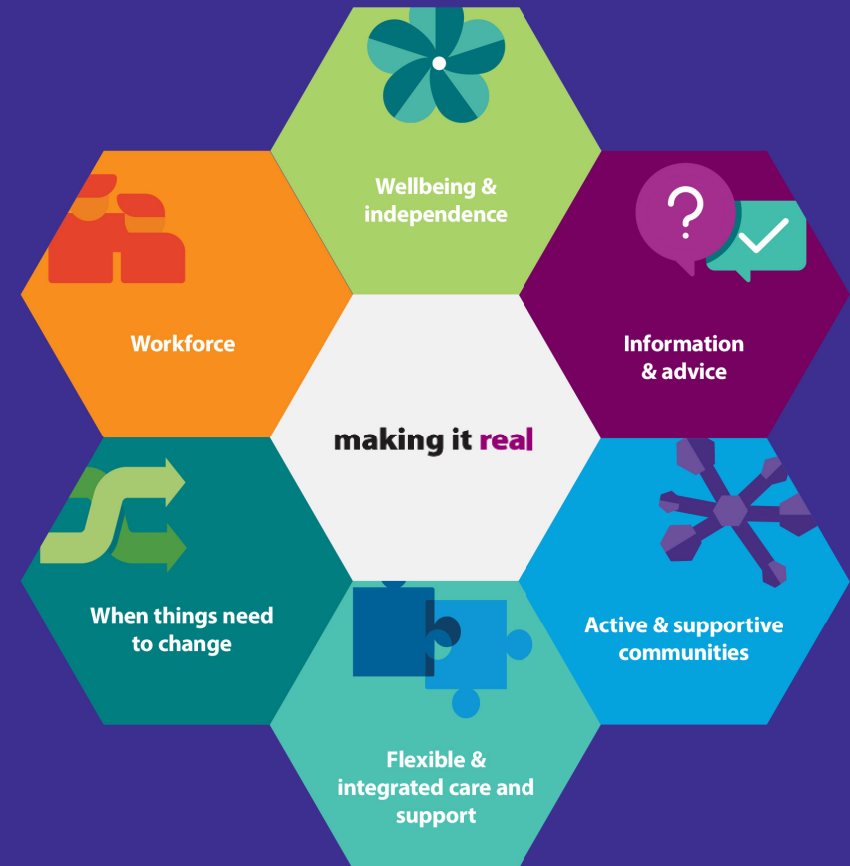 Wellbeing &
independence
Information
& advice
Active & supportive
communities
Flexible &
integrated care and
support
When things need
to change
Workforce
making it real
?